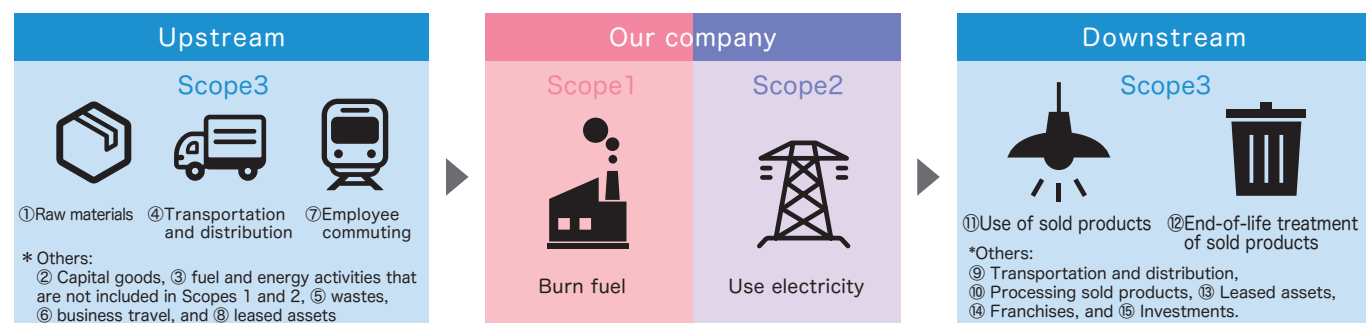 Upstream
Scope3
①Raw materials
④Transportation
and distribution
⑦Employee
commuting
* Others:
② Capital goods, ③ fuel and energy activities that
are not included in Scopes 1 and 2, ⑤ wastes,
⑥ business travel, and ⑧ leased assets
Our company
Scope1
Burn fuel
Scope2
Use electricity
Downstream
Scope3
⑪Use of sold products
⑫End-of-life treatment
of sold products
*Others:
⑨ Transportation and distribution,
⑩ Processing sold products, ⑬ Leased assets,
⑭ Franchises, and ⑮ Investments.